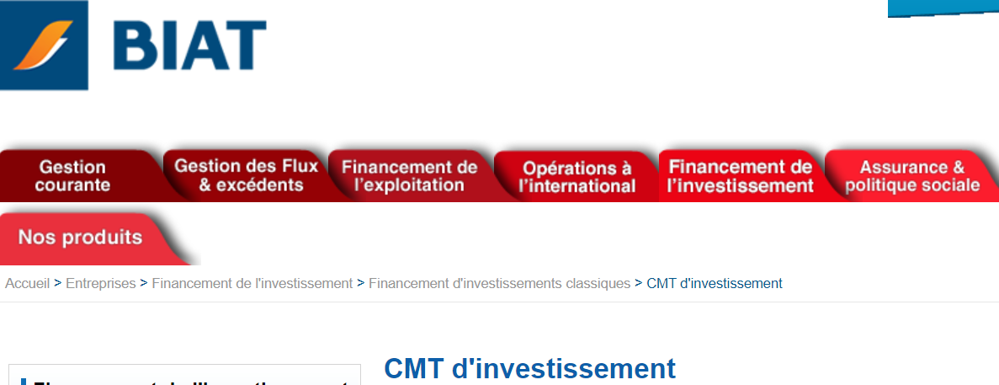 BIAT
Gestion courante
Gestion des Flux & excédents
Financement de l'exploitation
Opérations à l'international
Financement de l'investissement
Assurance & politique sociale
Nos produits
Accueil > Entreprises > Financement de l'investissement > Financement d'investissements classiques > CMT d'investissement
CMT d'investissement